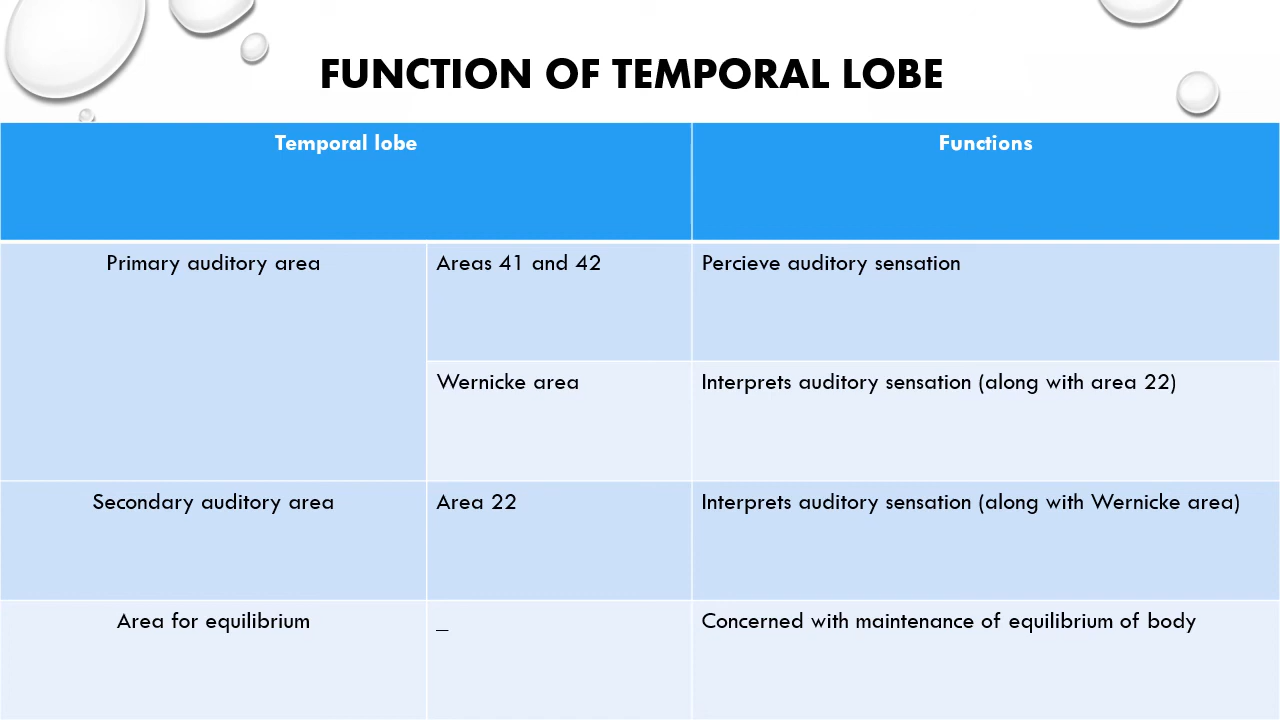 FUNCTION OF TEMPORAL LOBE
Temporal lobe
Functions
Primary auditory area
Areas 41 and 42
Percieve auditory sensation
Wernicke area
Interprets auditory sensation (along with area 22)
Secondary auditory area
Area 22
Interprets auditory sensation (along with Wernicke area)
Area for equilibrium
_
Concerned with maintenance of equilibrium of body